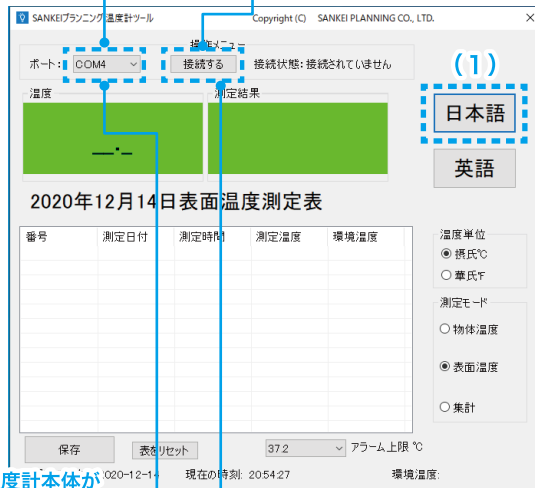 SANKEIプランニング温度計ツール Copyright (C) SANKEI PLANNING CO., LTD.
操作メニュー
ポート: COM4 接続する 接続状態:接続されていません
(1)
温度 測定結果
__._
日本語
英語
2020年12月14日表面温度測定表
番号 測定日付 測定時間 測定温度 環境温度
温度単位
摂氏℃
華氏℉
測定モード
物体温度
表面温度
集計
保存 表をリセット 37.2 アラーム上限 ℃
度計本体が 2020-12-14 現在の時刻: 20:54:27 環境温度: